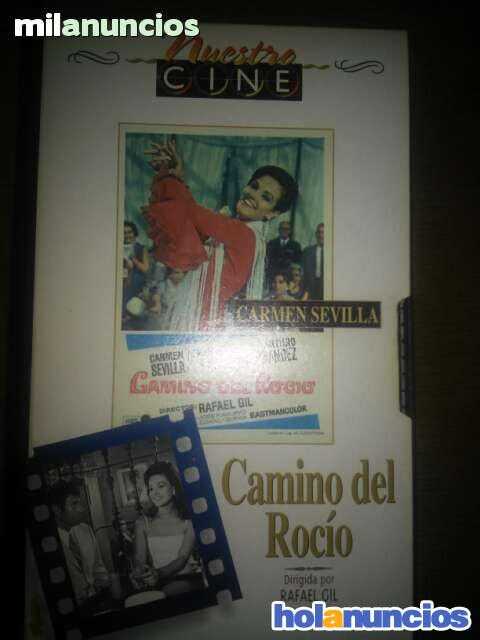 milanuncios
Nuestro
CINE
CARMEN SEVILLA
CARMEN
SEVILLA
CAMINO DEL ROCIO
DIRECTOR: RAFAEL GIL
EASTMANCOLOR
Camino del
Rocío
Dirigida por
RAFAEL GIL
holanuncios